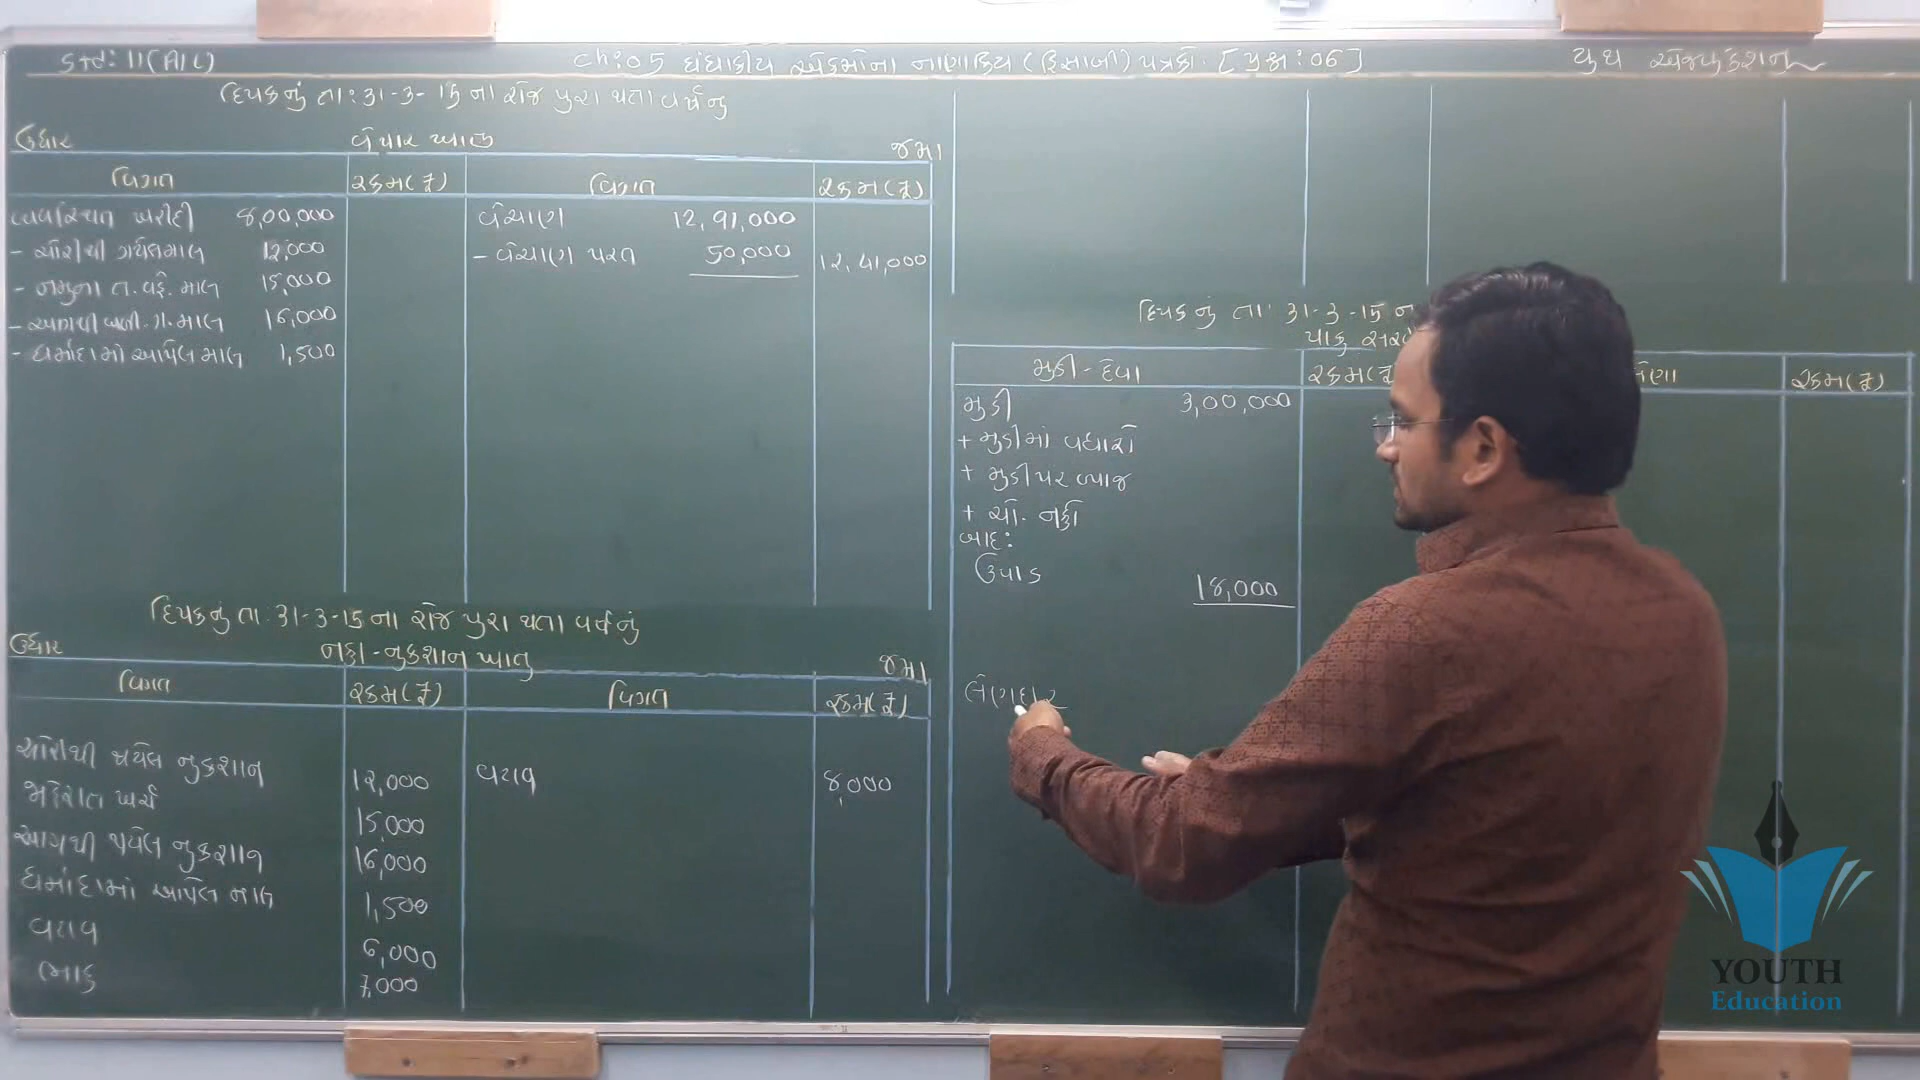 Std: 11(A/C)
ch: 05 ધંધાકીય એકમોના નાણાકિય (હિસાબી) પત્રકો. [પ્રશ્ન: 06]
યુથ એજ્યુકેશન
દિપકનું તા: 31-3-15 ના રોજ પુરા થતા વર્ષનું
ઉધાર વેપાર ખાતુ જમા
વિગત રકમ(₹) વિગત રકમ(₹)
ખરીદી 8,00,000 વેચાણ 12,91,000
- ચોરીથી ગયેલમાલ 12,000 - વેચાણ પરત 50,000 12,41,000
- નમુના ત. વહેં. માલ 15,000
- આગથી બળી. ગ. માલ 16,000
- ધર્માદામાં આપેલ માલ 1,500
દિપકનું તા: 31-3-15 ના રોજ પુરા થતા વર્ષનું
ઉધાર નફા-નુકશાન ખાતુ જમા
વિગત રકમ(₹) વિગત રકમ(₹)
ચોરીથી થયેલ નુકશાન 12,000 વટાવ 8,000
જાહેરાત ખર્ચ 15,000
આગથી થયેલ નુકશાન 16,000
ધર્માદામાં આપેલ માલ 1,500
વટાવ 6,000
ભાડુ 7,000
દિપકનું તા: 31-3-15 ન
પાકુ સરવૈ
મુડી-દેવા રકમ(₹ રકમ(₹)
મુડી 3,00,000
+ મુડીમાં વધારો
+ મુડીપર વ્યાજ
+ ચો. નફો
બાદ:
ઉપાડ 18,000
લેણદાર
YOUTH
Education